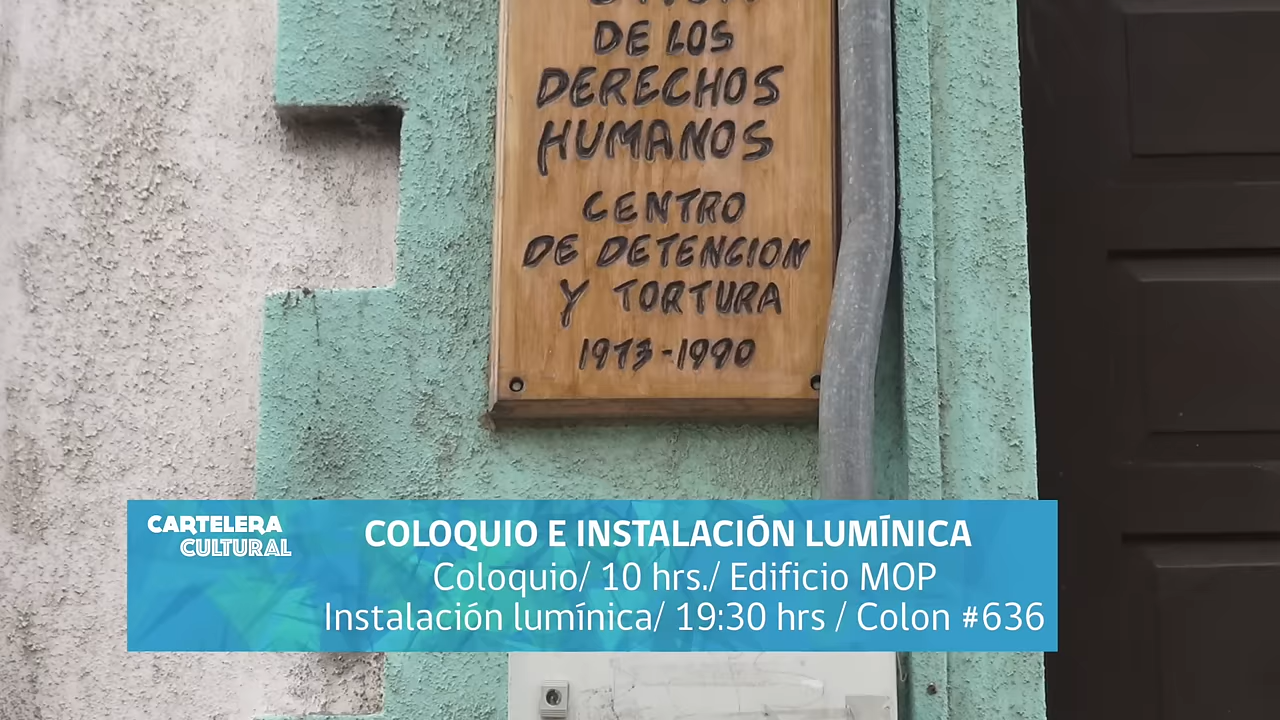 DE LOS
DERECHOS
HUMANOS
CENTRO
DE DETENCION
Y TORTURA
1973-1990
CARTELERA
CULTURAL
COLOQUIO E INSTALACIÓN LUMÍNICA
Coloquio/ 10 hrs./ Edificio MOP
Instalación lumínica/ 19:30 hrs / Colon #636